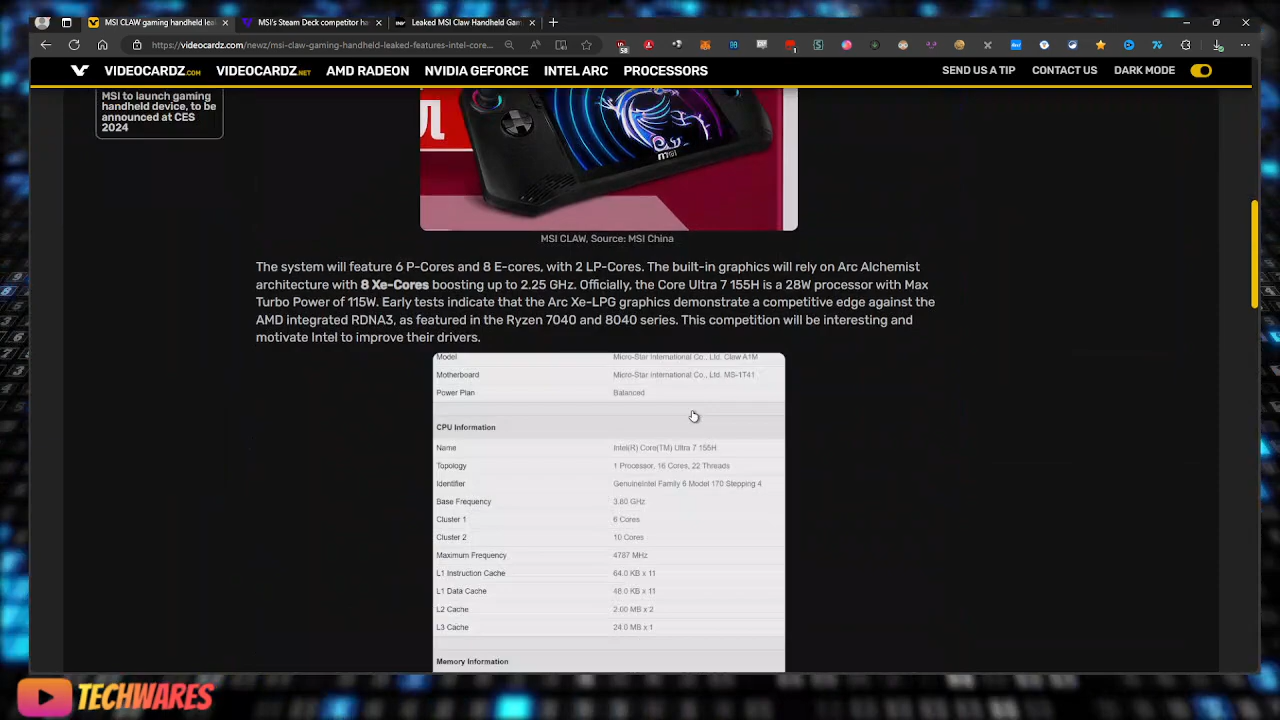 MSI CLAW gaming handheld leak
MSI's Steam Deck competitor ha
Leaked MSI Claw Handheld Gam
https://videocardz.com/newz/msi-claw-gaming-handheld-leaked-features-intel-core...
VIDEOCARDZ.COM VIDEOCARDZ.NET AMD RADEON NVIDIA GEFORCE INTEL ARC PROCESSORS SEND US A TIP CONTACT US DARK MODE
MSI to launch gaming
handheld device, to be
announced at CES
2024
机
msi
MSI CLAW, Source: MSI China
The system will feature 6 P-Cores and 8 E-cores, with 2 LP-Cores. The built-in graphics will rely on Arc Alchemist
architecture with 8 Xe-Cores boosting up to 2.25 GHz. Officially, the Core Ultra 7 155H is a 28W processor with Max
Turbo Power of 115W. Early tests indicate that the Arc Xe-LPG graphics demonstrate a competitive edge against the
AMD integrated RDNA3, as featured in the Ryzen 7040 and 8040 series. This competition will be interesting and
motivate Intel to improve their drivers.
Model Micro-Star International Co., Ltd. Claw A1M
Motherboard Micro-Star International Co., Ltd. MS-1T41
Power Plan Balanced
CPU Information
Name Intel(R) Core(TM) Ultra 7 155H
Topology 1 Processor, 16 Cores, 22 Threads
Identifier GenuineIntel Family 6 Model 170 Stepping 4
Base Frequency 3.80 GHz
Cluster 1 6 Cores
Cluster 2 10 Cores
Maximum Frequency 4787 MHz
L1 Instruction Cache 64.0 KB x 11
L1 Data Cache 48.0 KB x 11
L2 Cache 2.00 MB x 2
L3 Cache 24.0 MB x 1
Memory Information
TECHWARES